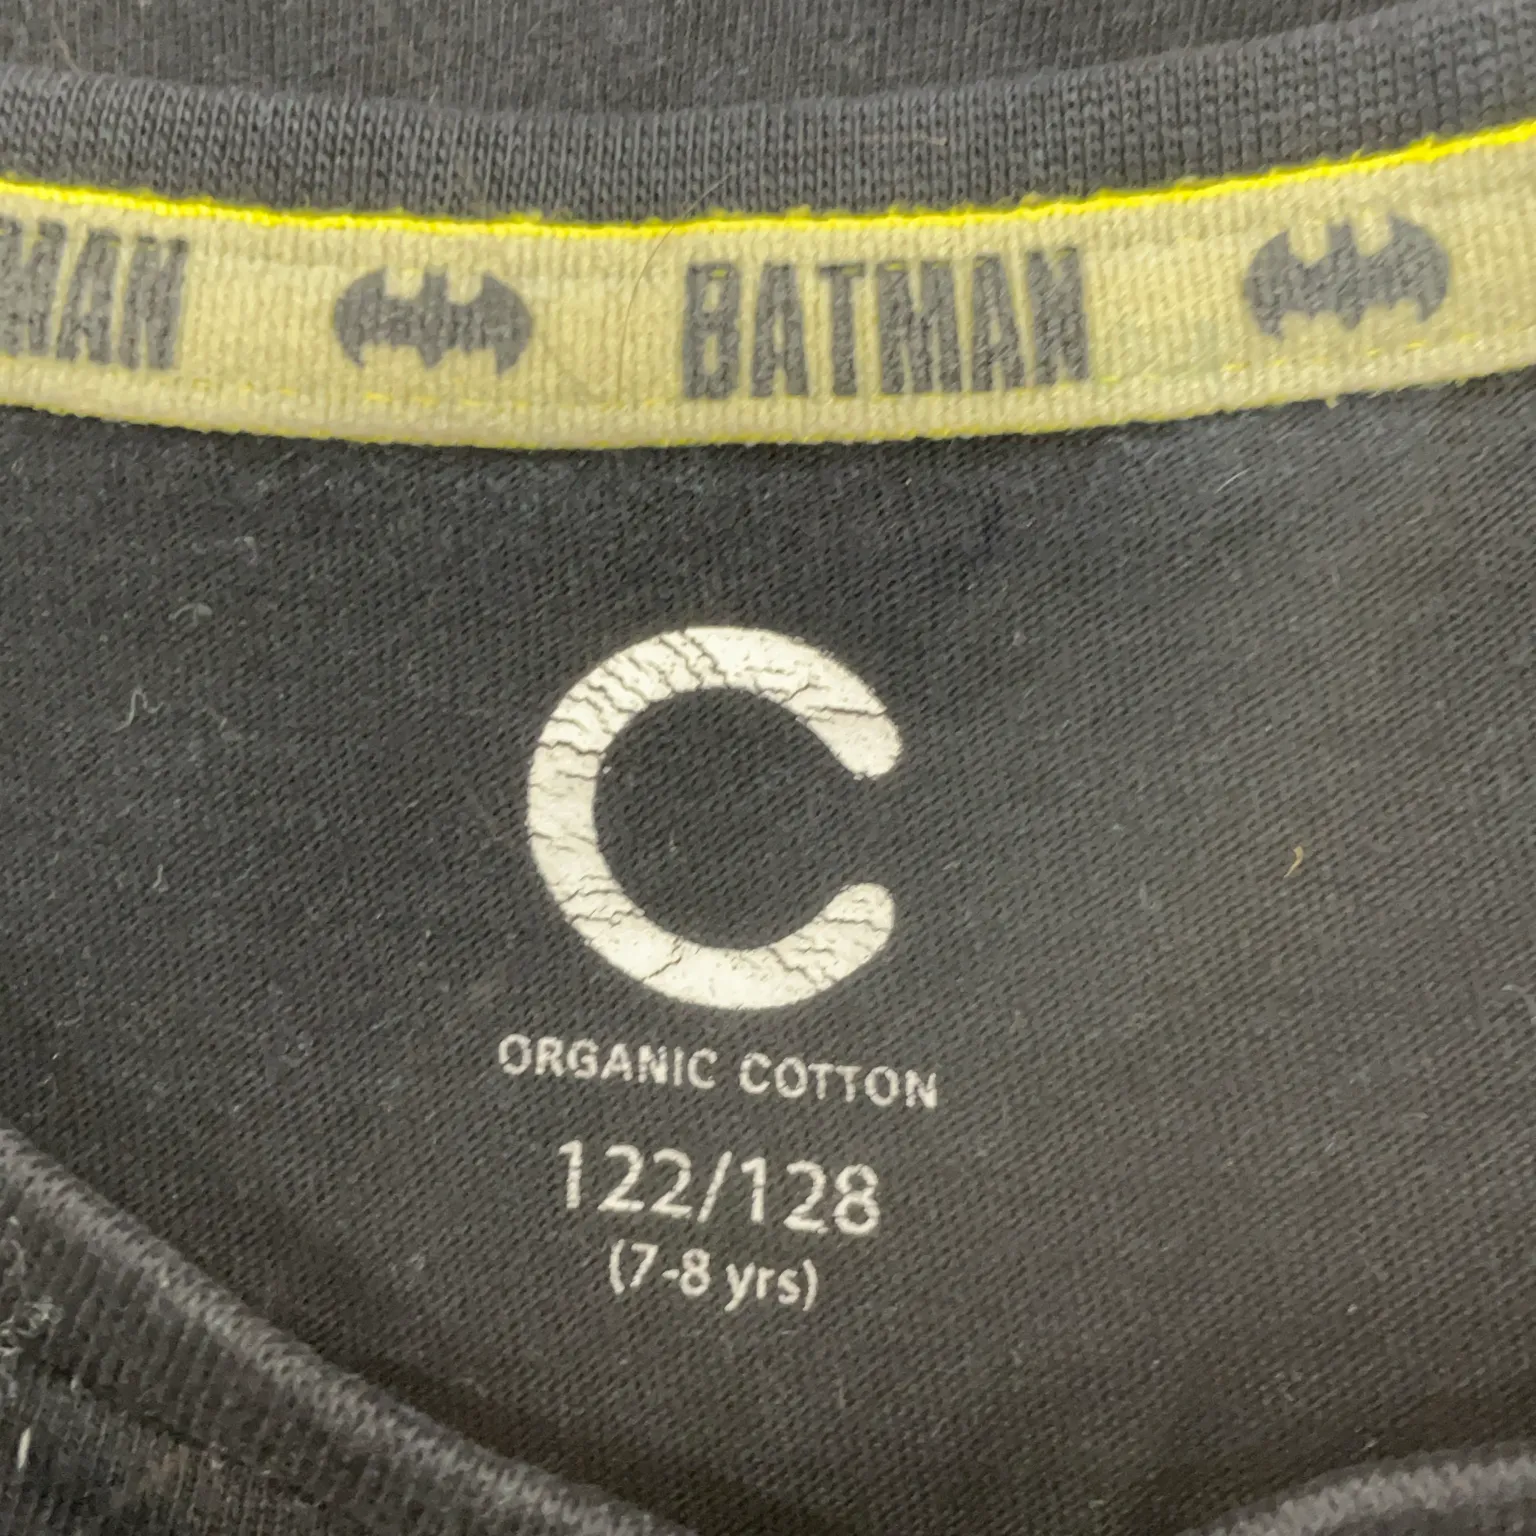 MAN BATMAN
C
ORGANIC COTTON
122/128
(7-8 yrs)